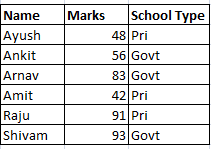 Name Marks School Type
Ayush 48 Pri
Ankit 56 Govt
Arnav 83 Govt
Amit 42 Pri
Raju 91 Pri
Shivam 93 Govt